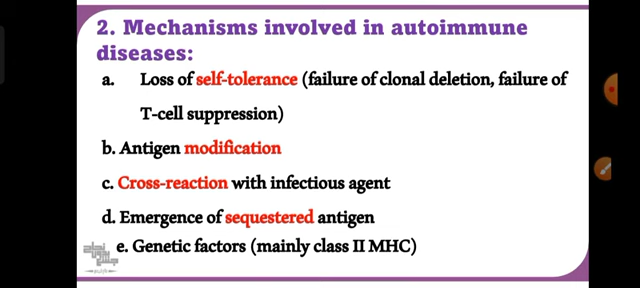 2. Mechanisms involved in autoimmune
diseases:
a. Loss of self-tolerance (failure of clonal deletion, failure of
T-cell suppression)
b. Antigen modification
c. Cross-reaction with infectious agent
d. Emergence of sequestered antigen
e. Genetic factors (mainly class II MHC)